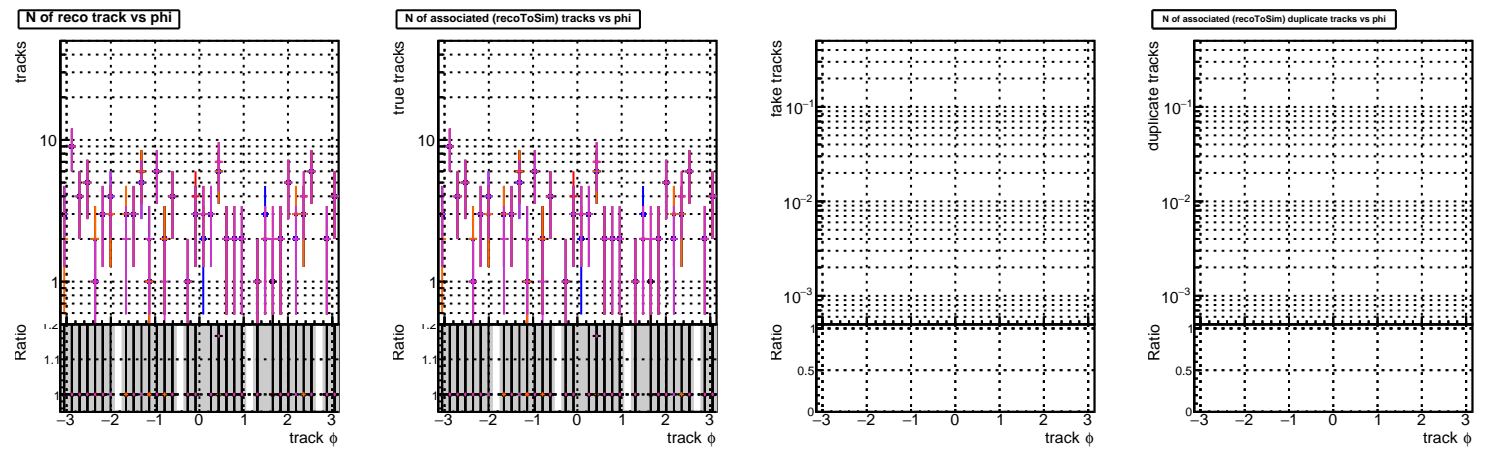 N of reco track vs phi
tracks
10
1
Ratio
1.2
1.1
1
−3 −2 −1 0 1 2 3
track ϕ
N of associated (recoToSim) tracks vs phi
true tracks
10
1
Ratio
1.1
1
−3 −2 −1 0 1 2 3
track ϕ
fake tracks
10−1
10−2
10−3
Ratio
1
0.5
0
−3 −2 −1 0 1 2 3
track ϕ
N of associated (recoToSim) duplicate tracks vs phi
duplicate tracks
10−1
10−2
10−3
Ratio
1
0.5
0
−3 −2 −1 0 1 2 3
track ϕ